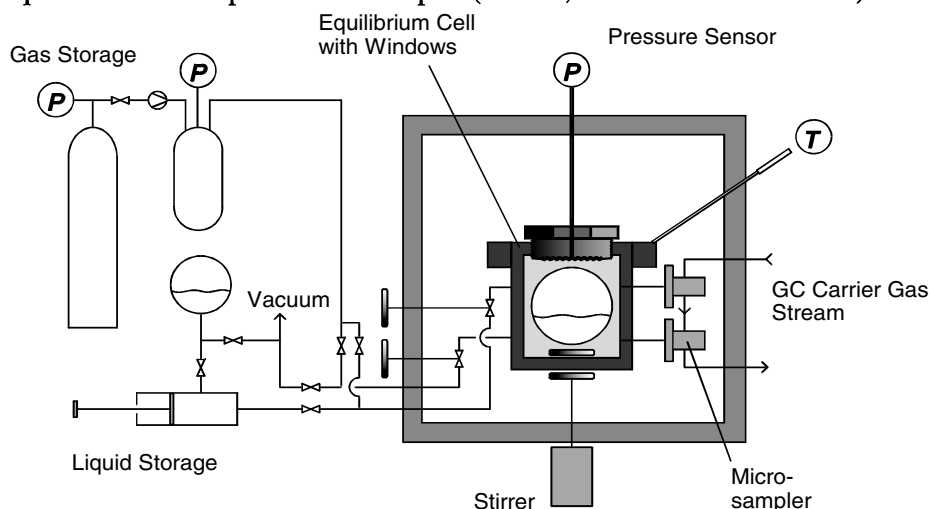 Equilibrium Cell
with Windows
Pressure Sensor
Gas Storage
P
P
P
T
Vacuum
GC Carrier Gas
Stream
Liquid Storage
Stirrer
Micro-
sampler